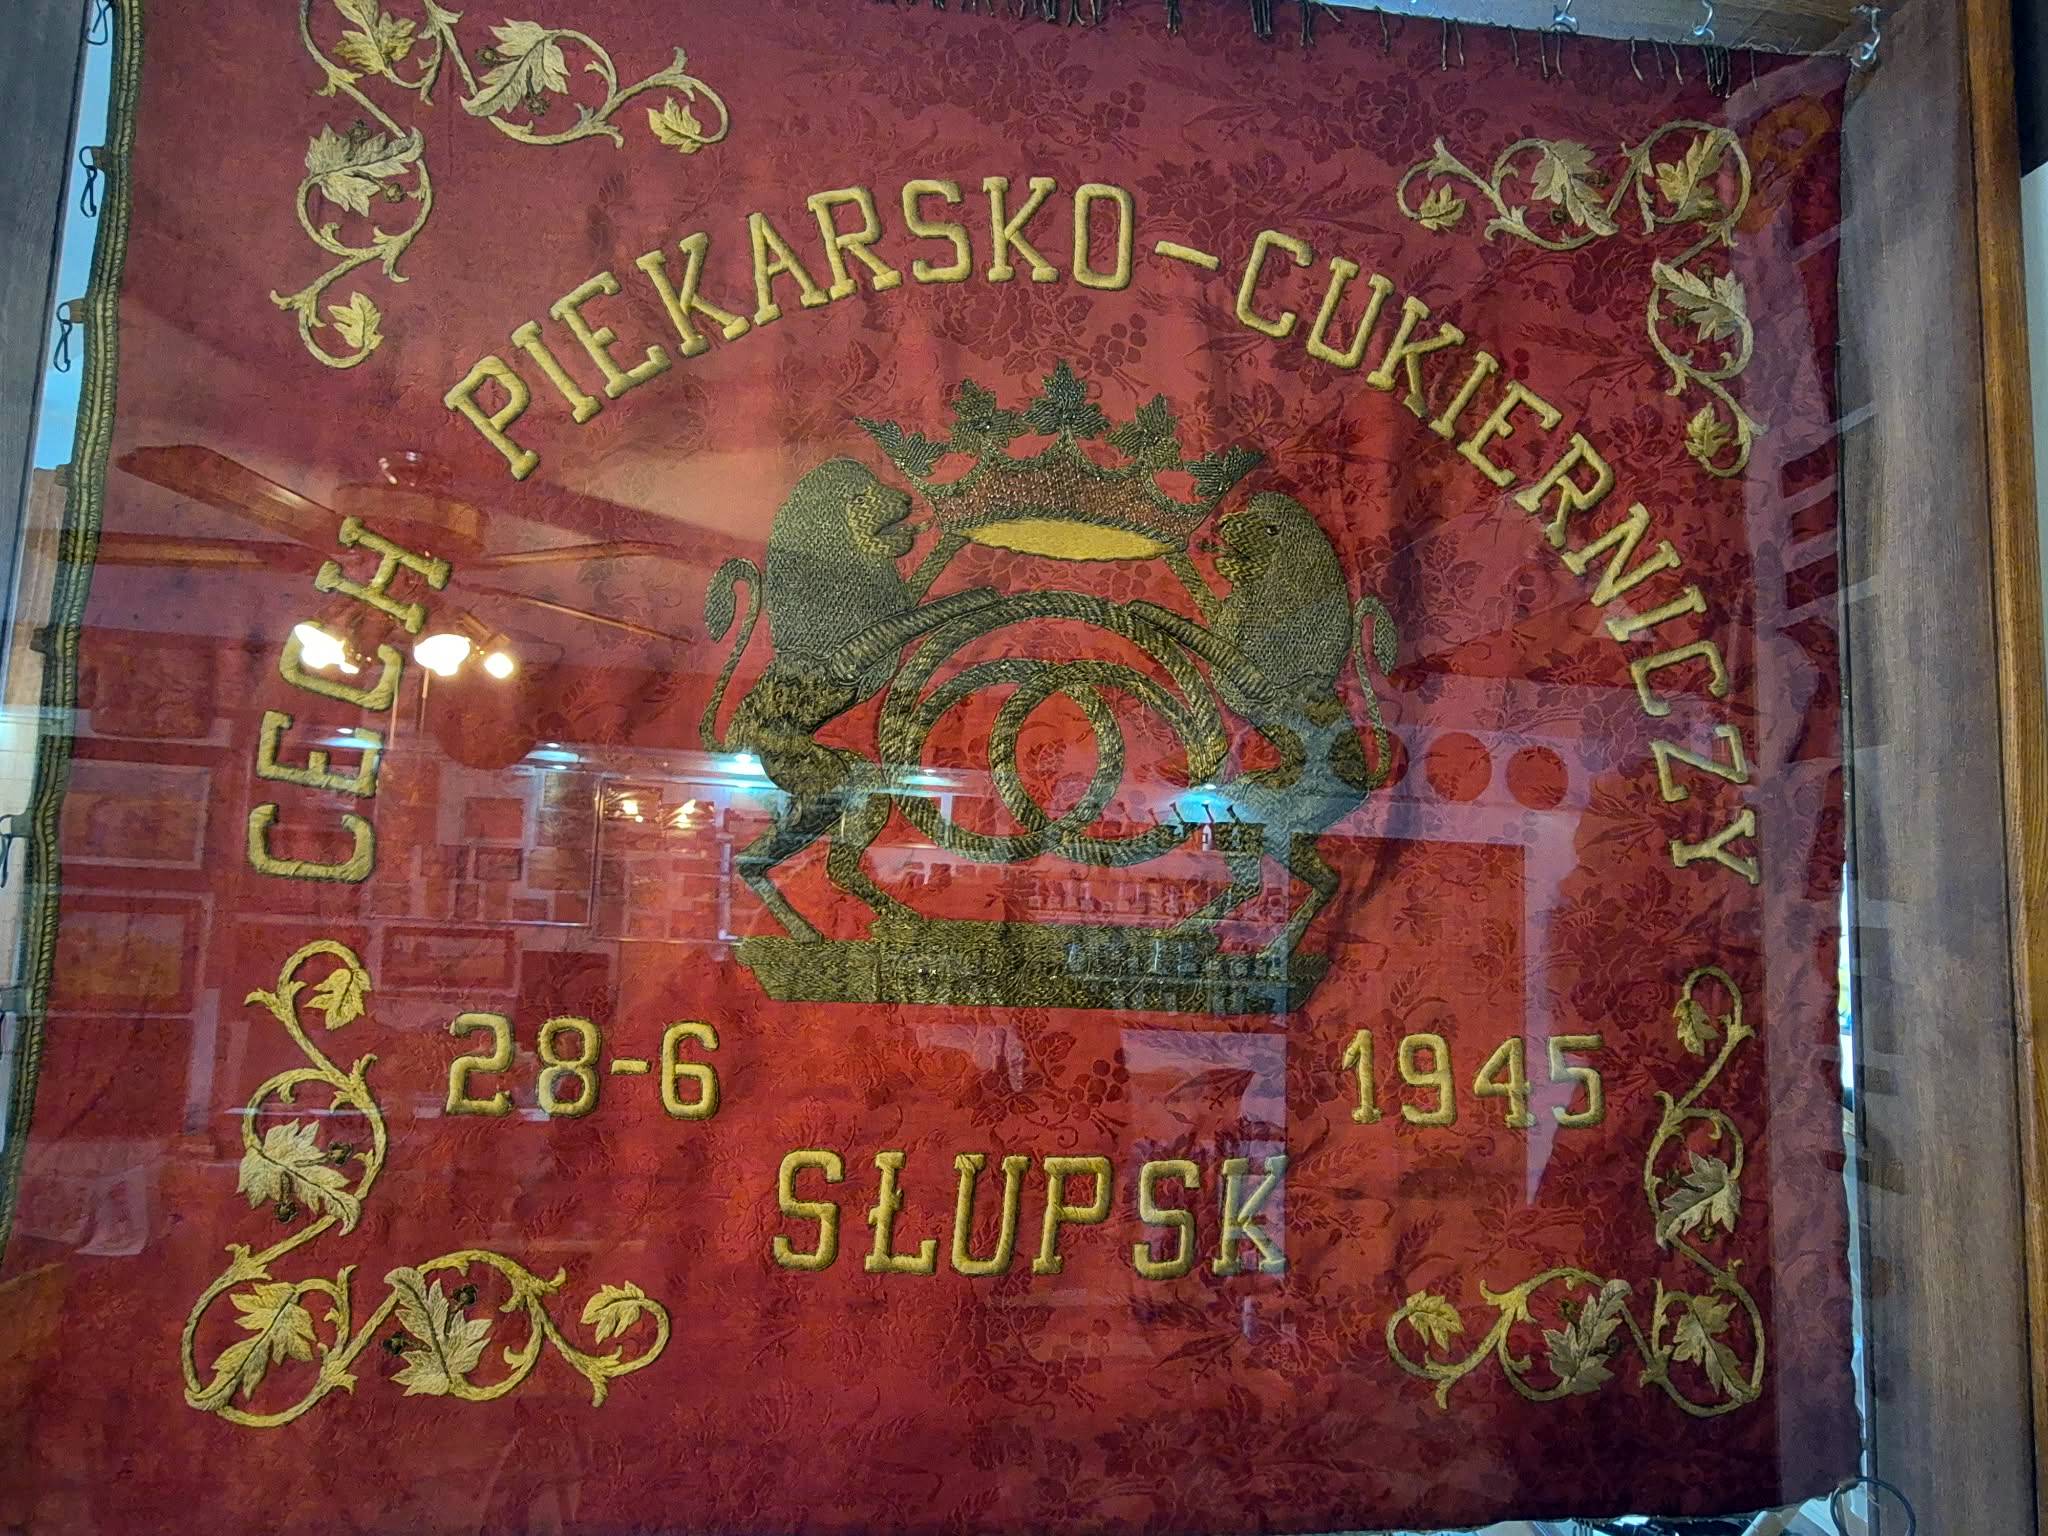 CECH PIEKARSKO-CUKIERNICZY
28-6 1945
SŁUPSK